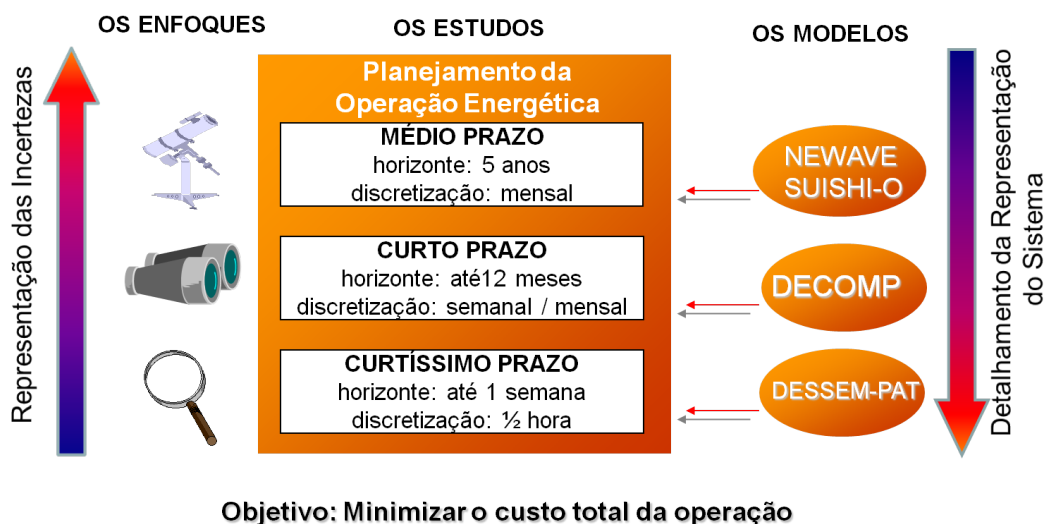 OS ENFOQUES
OS ESTUDOS
OS MODELOS
Representação das Incertezas
Planejamento da
Operação Energética
MÉDIO PRAZO
horizonte: 5 anos
discretização: mensal
NEWAVE
SUISHI-O
CURTO PRAZO
horizonte: até12 meses
discretização: semanal / mensal
DECOMP
CURTÍSSIMO PRAZO
horizonte: até 1 semana
discretização: ½ hora
DESSEM-PAT
Detalhamento da Representação
do Sistema
Objetivo: Minimizar o custo total da operação